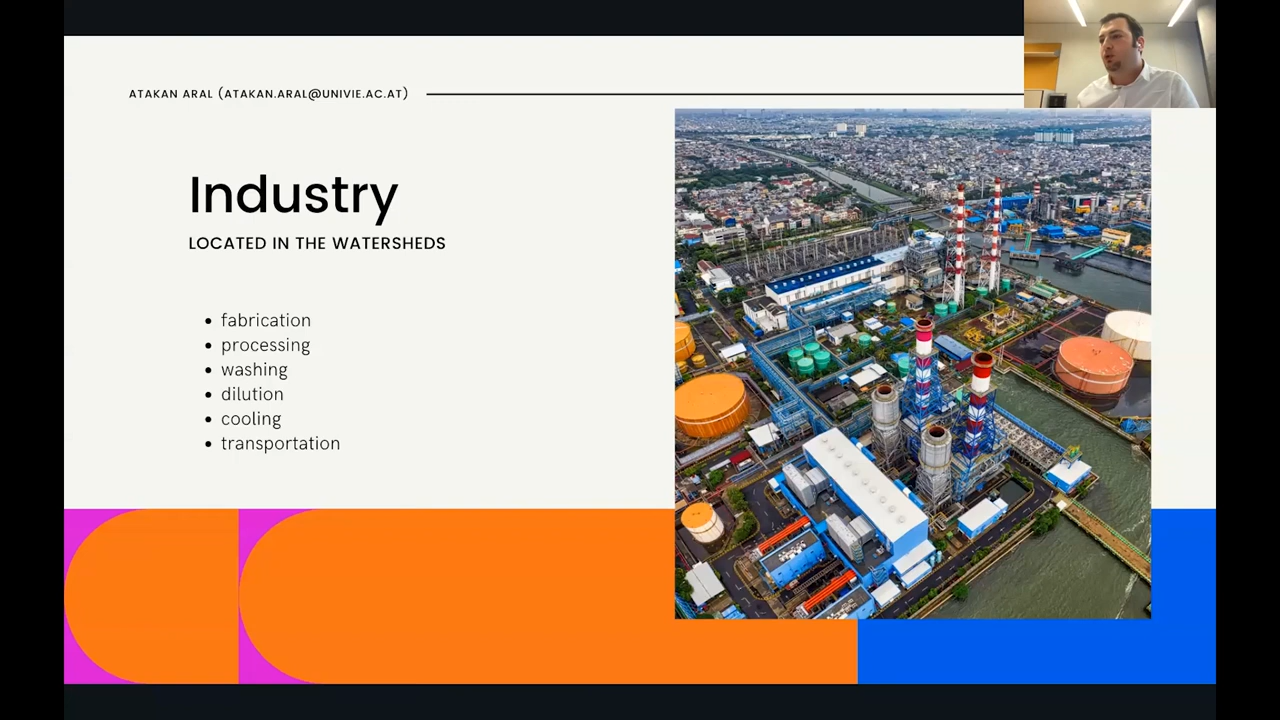 ATAKAN ARAL (ATAKAN.ARAL@UNIVIE.AC.AT)
Industry
LOCATED IN THE WATERSHEDS
• fabrication
• processing
• washing
• dilution
• cooling
• transportation